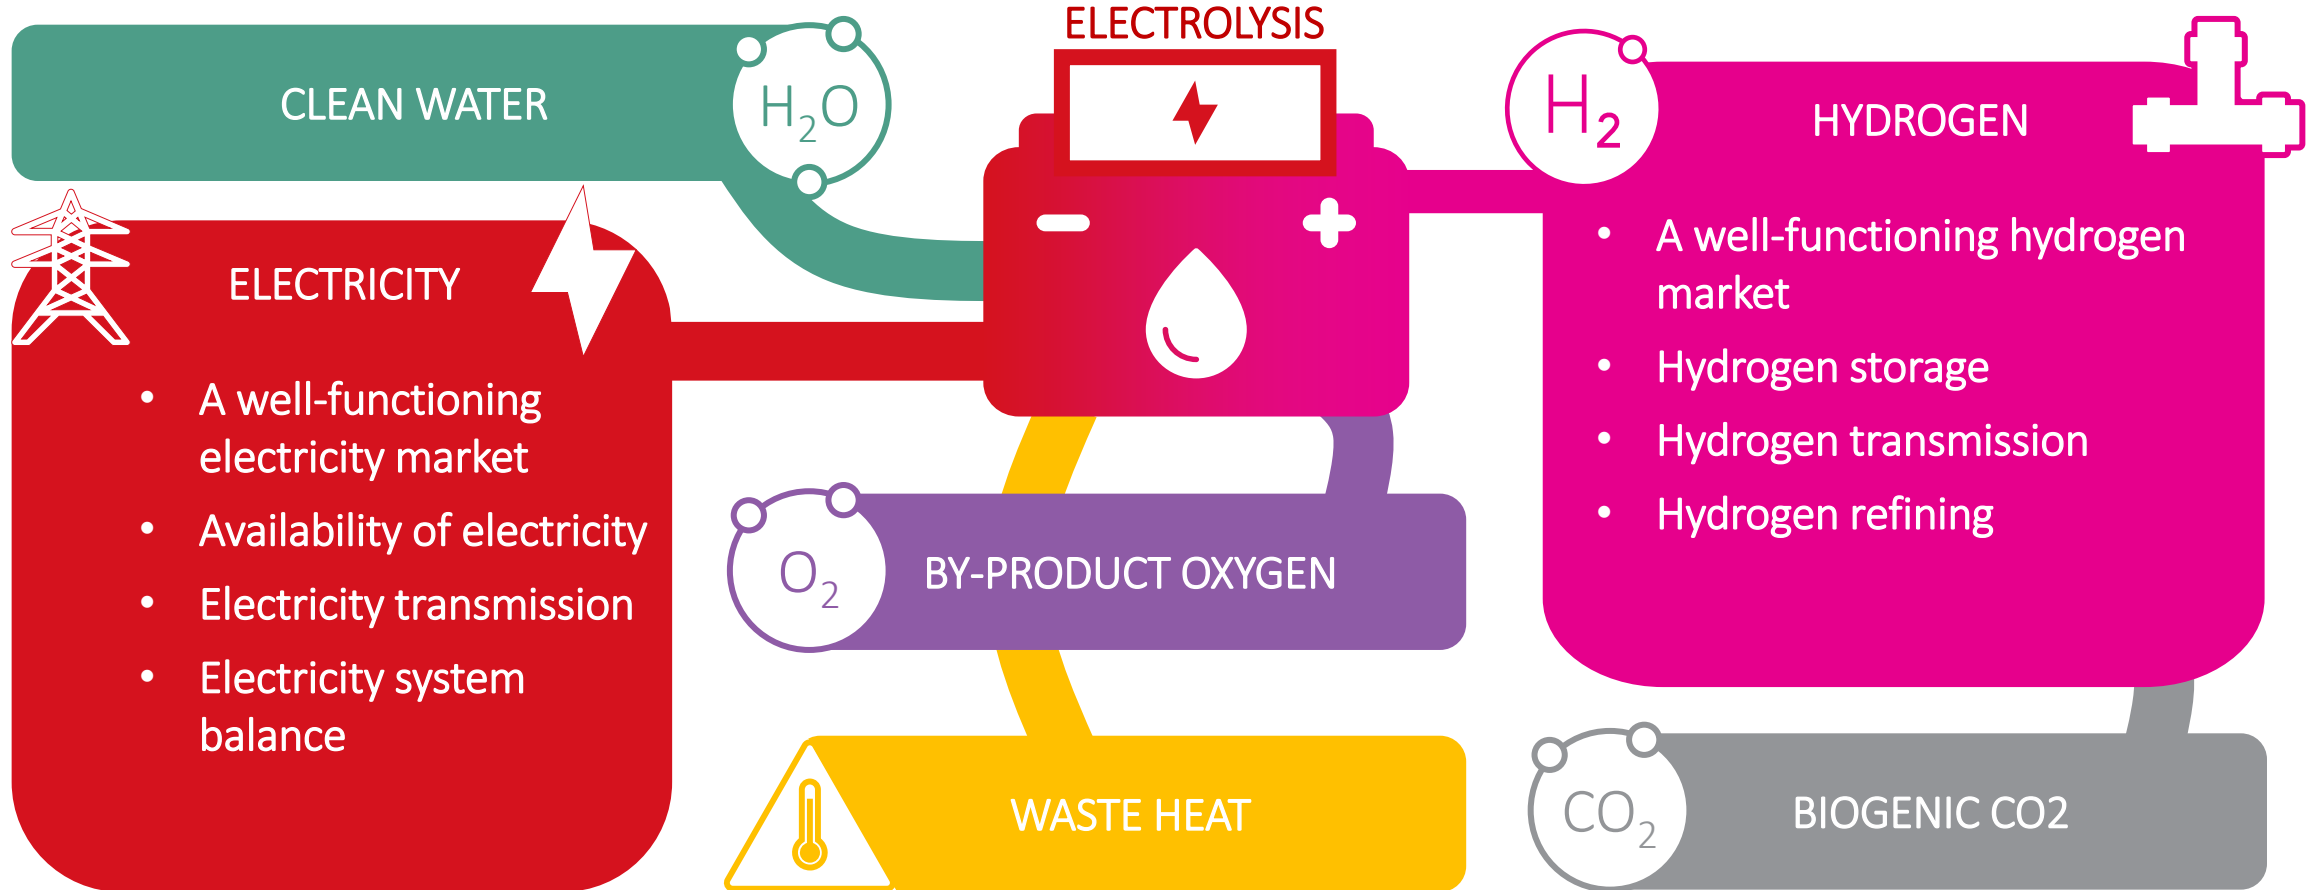 ELECTROLYSIS
CLEAN WATER
H₂O
H₂
HYDROGEN
• A well-functioning hydrogen
market
• Hydrogen storage
• Hydrogen transmission
• Hydrogen refining
ELECTRICITY
• A well-functioning
electricity market
• Availability of electricity
• Electricity transmission
• Electricity system
balance
O₂
BY-PRODUCT OXYGEN
WASTE HEAT
CO₂
BIOGENIC CO2